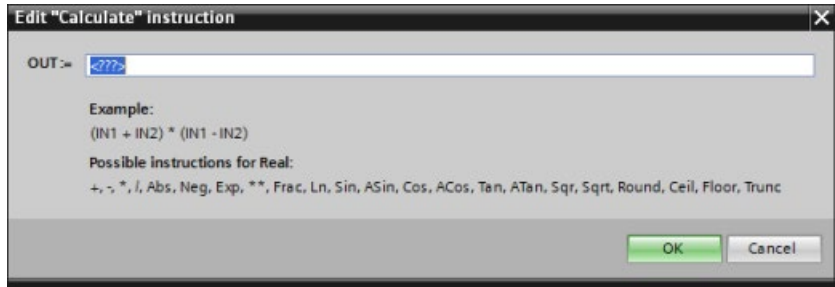 Edit "Calculate" instruction
OUT:= <???>
Example:
(IN1 + IN2) * (IN1 - IN2)
Possible instructions for Real:
+, -, *, /, Abs, Neg, Exp, **, Frac, Ln, Sin, ASin, Cos, ACos, Tan, ATan, Sqr, Sqrt, Round, Ceil, Floor, Trunc
OK Cancel